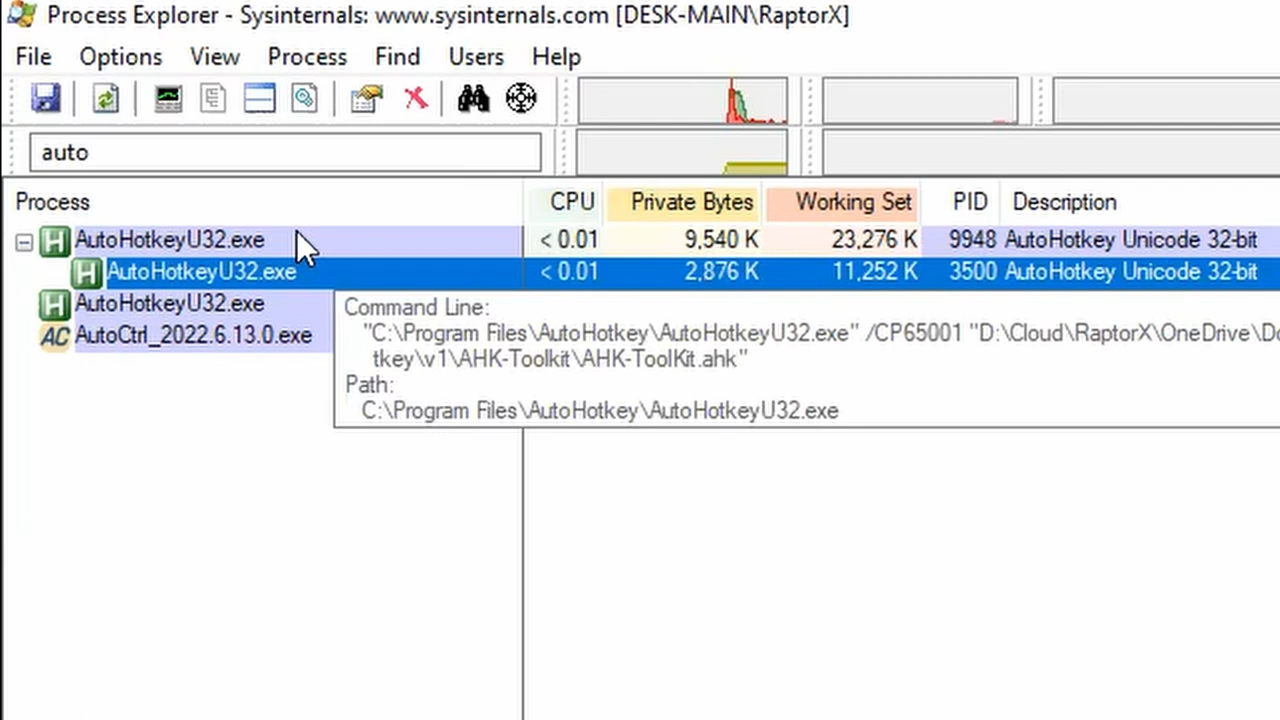 Process Explorer - Sysinternals: www.sysinternals.com [DESK-MAIN\RaptorX]
File Options View Process Find Users Help
auto
Process CPU Private Bytes Working Set PID Description
AutoHotkeyU32.exe < 0.01 9,540 K 23,276 K 9948 AutoHotkey Unicode 32-bit
AutoHotkeyU32.exe < 0.01 2,876 K 11,252 K 3500 AutoHotkey Unicode 32-bit
AutoHotkeyU32.exe
AC AutoCtrl_2022.6.13.0.exe
Command Line:
"C:\Program Files\AutoHotkey\AutoHotkeyU32.exe" /CP65001 "D:\Cloud\RaptorX\OneDrive\Do
tkey\v1\AHK-Toolkit\AHK-ToolKit.ahk"
Path:
C:\Program Files\AutoHotkey\AutoHotkeyU32.exe